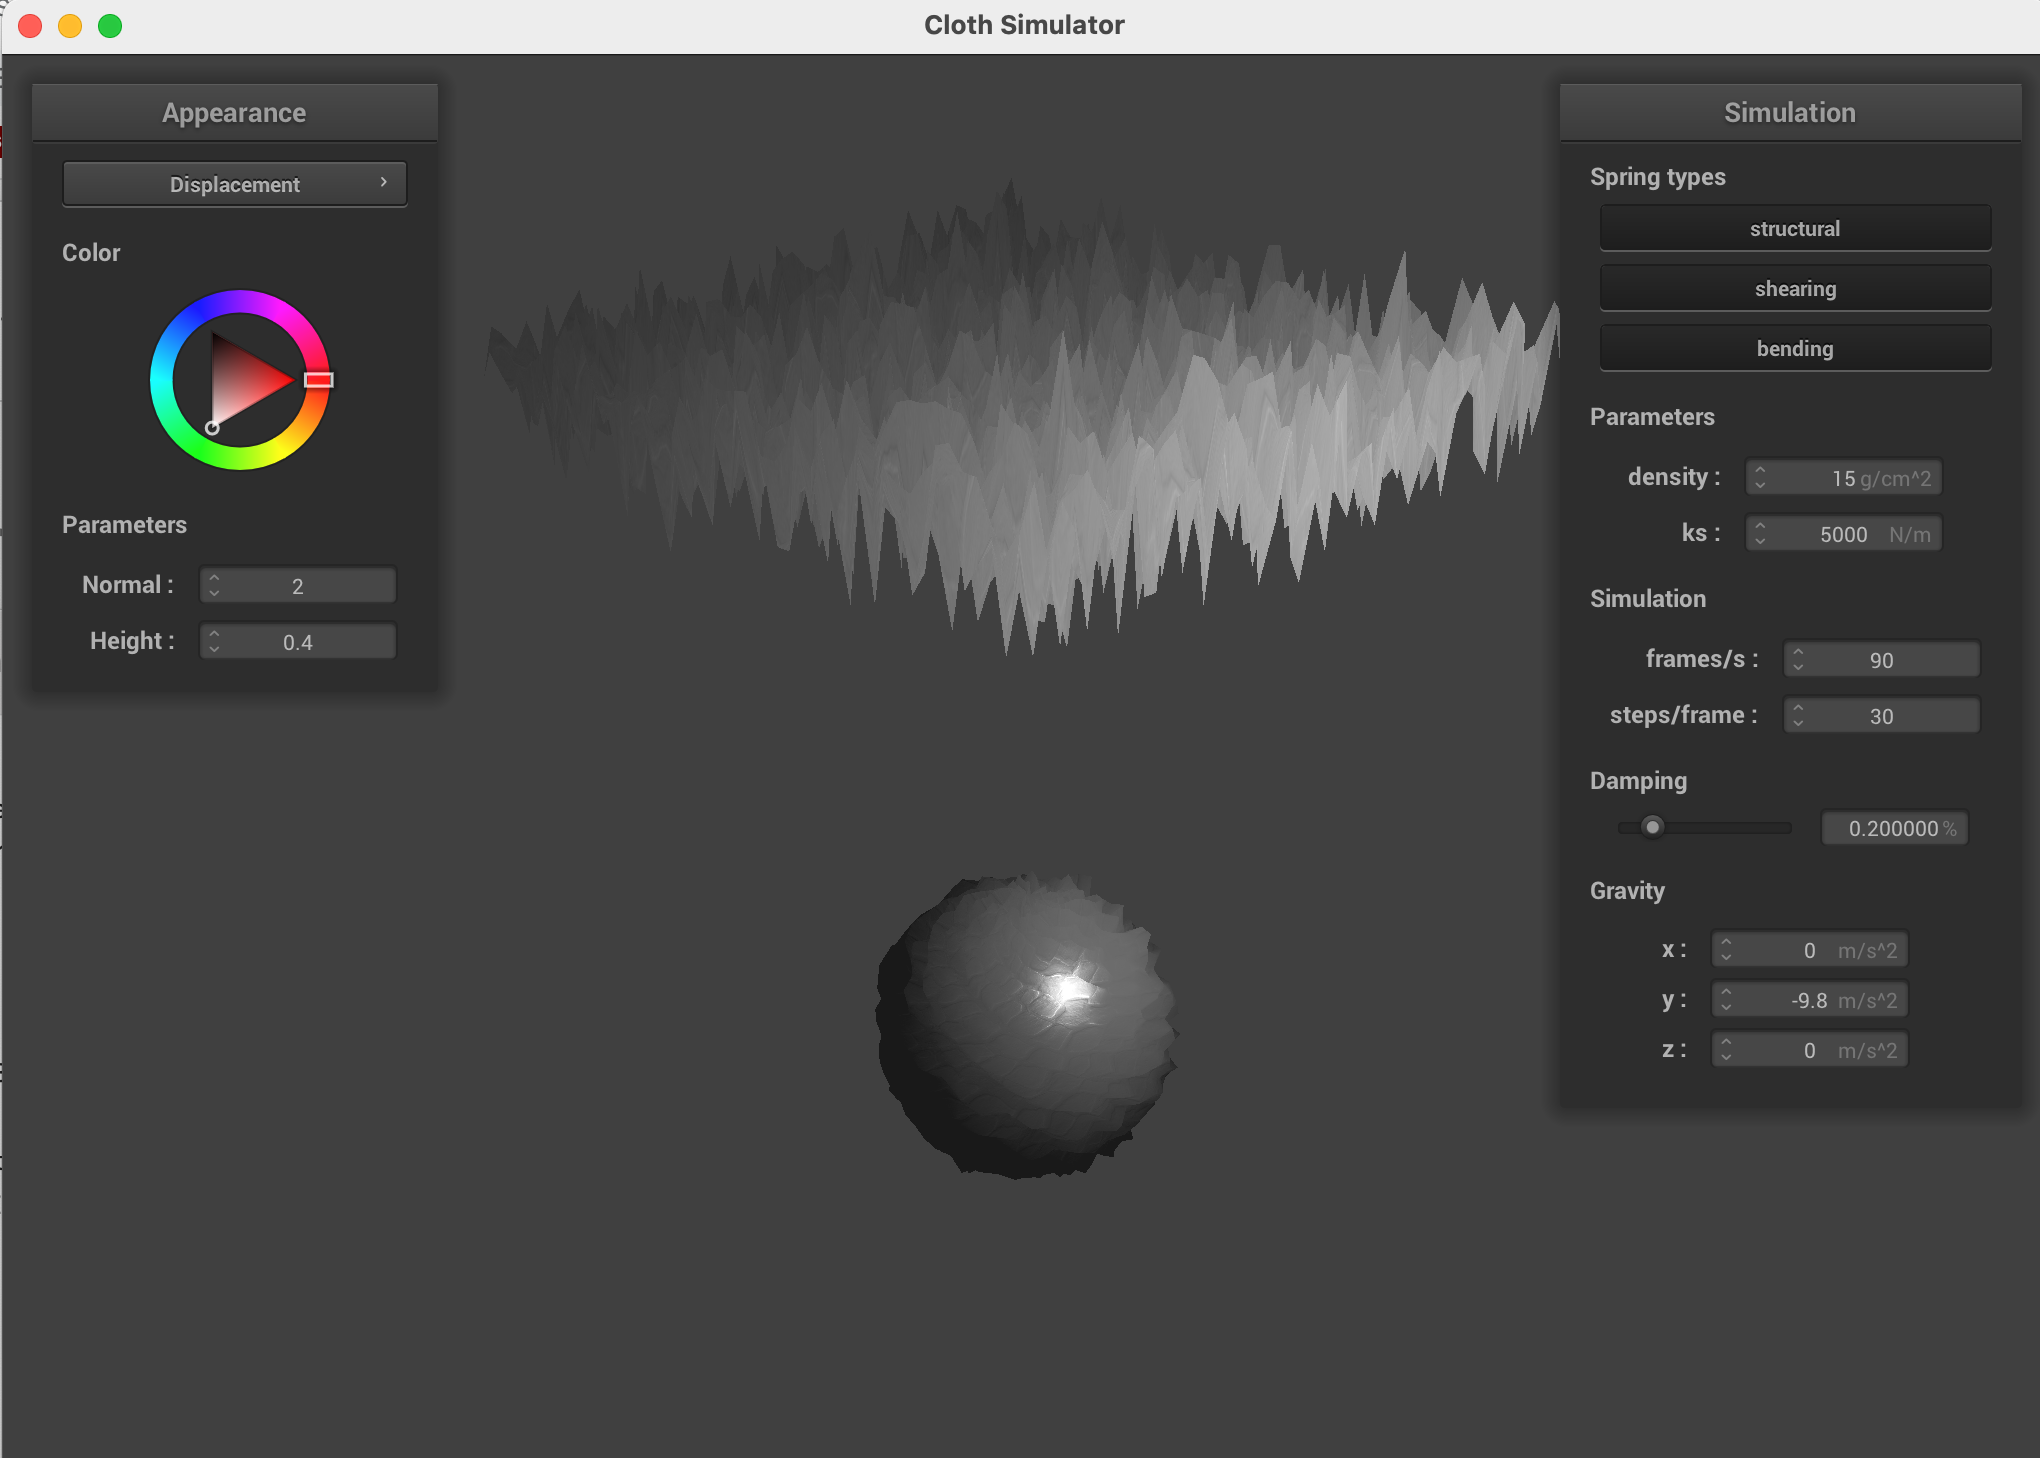 Cloth Simulator
Appearance
Displacement
Color
Parameters
Normal : 2
Height : 0.4
Simulation
Spring types
structural
shearing
bending
Parameters
density : 15 g/cm^2
ks : 5000 N/m
Simulation
frames/s : 90
steps/frame : 30
Damping
0.200000 %
Gravity
x : 0 m/s^2
y : -9.8 m/s^2
z : 0 m/s^2